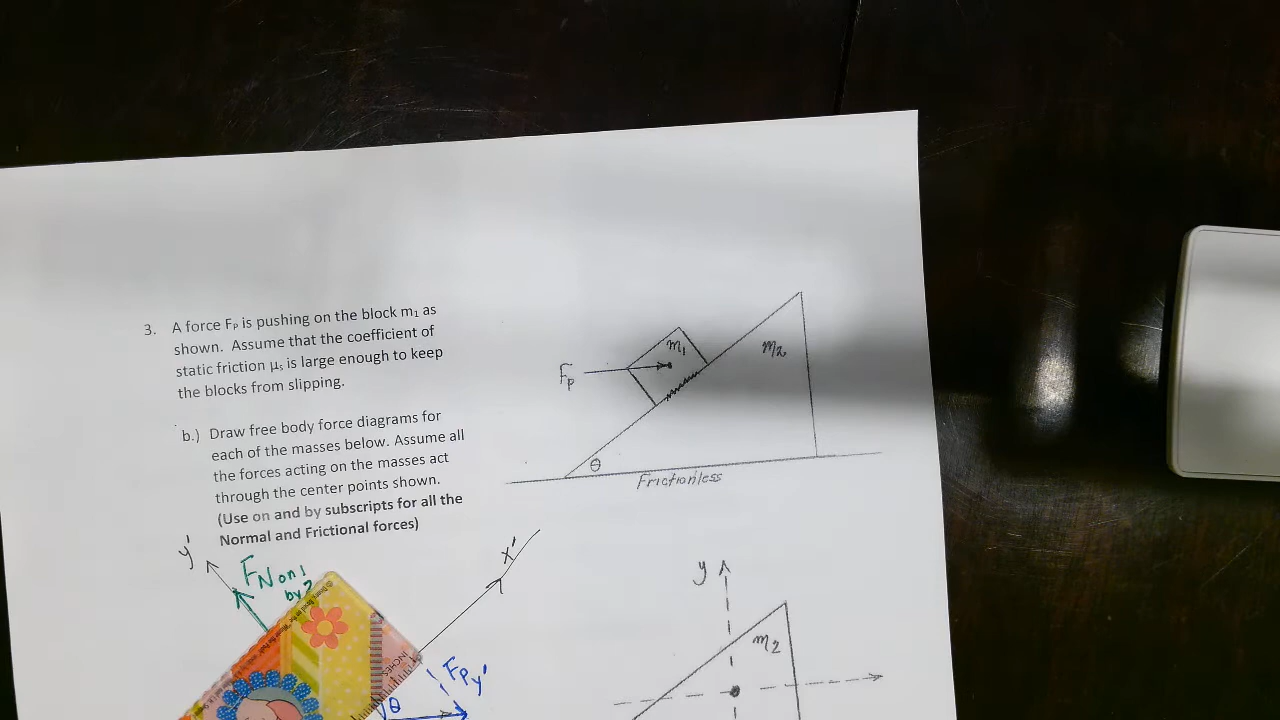 3. A force Fₚ is pushing on the block m₁ as
shown. Assume that the coefficient of
static friction μₛ is large enough to keep
the blocks from slipping.
b.) Draw free body force diagrams for
each of the masses below. Assume all
the forces acting on the masses act
through the center points shown.
(Use on and by subscripts for all the
Normal and Frictional forces)
m₁
m₂
Fₚ
θ
Frictionless
y'
F_N on 1
by 2
x'
INCHES
F_Py'
θ
y
m₂